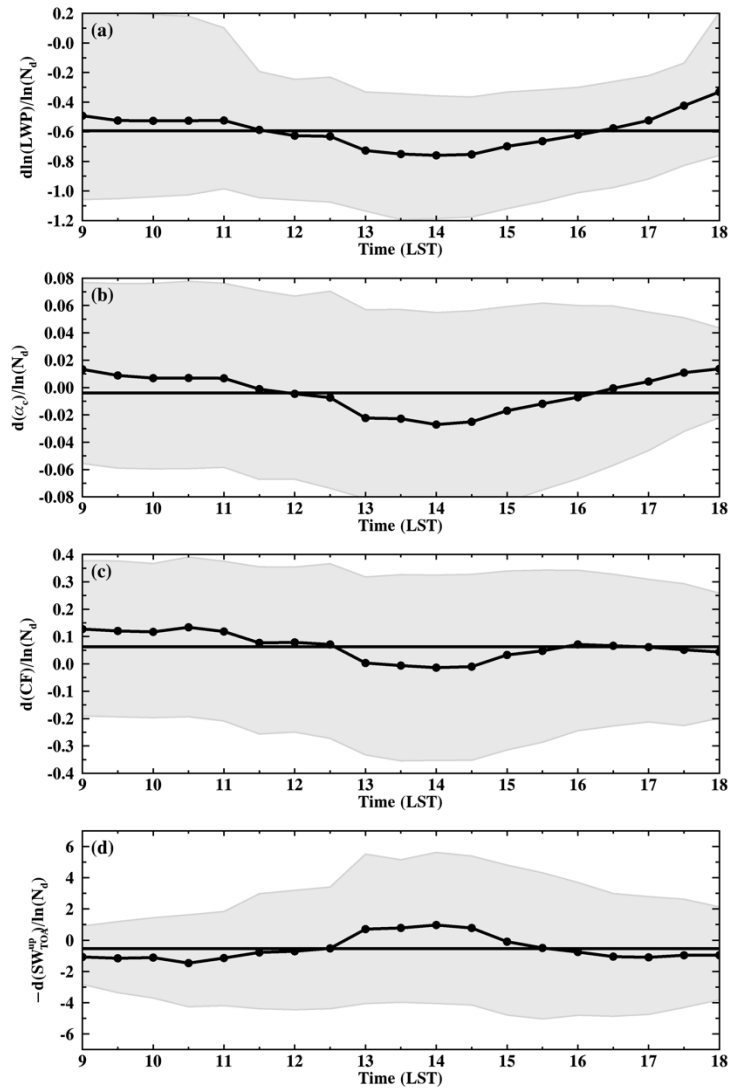 (a)
dln(LWP)/ln(N_d)
0.2
-0.0
-0.2
-0.4
-0.6
-0.8
-1.0
-1.2
9 10 11 12 13 14 15 16 17 18
Time (LST)
(b)
d(α_c)/ln(N_d)
0.08
0.06
0.04
0.02
0.00
-0.02
-0.04
-0.06
-0.08
9 10 11 12 13 14 15 16 17 18
Time (LST)
(c)
d(CF)/ln(N_d)
0.4
0.3
0.2
0.1
0.0
-0.1
-0.2
-0.3
-0.4
9 10 11 12 13 14 15 16 17 18
Time (LST)
(d)
−d(SW^up_TOA)/ln(N_d)
6
4
2
0
-2
-4
-6
9 10 11 12 13 14 15 16 17 18
Time (LST)